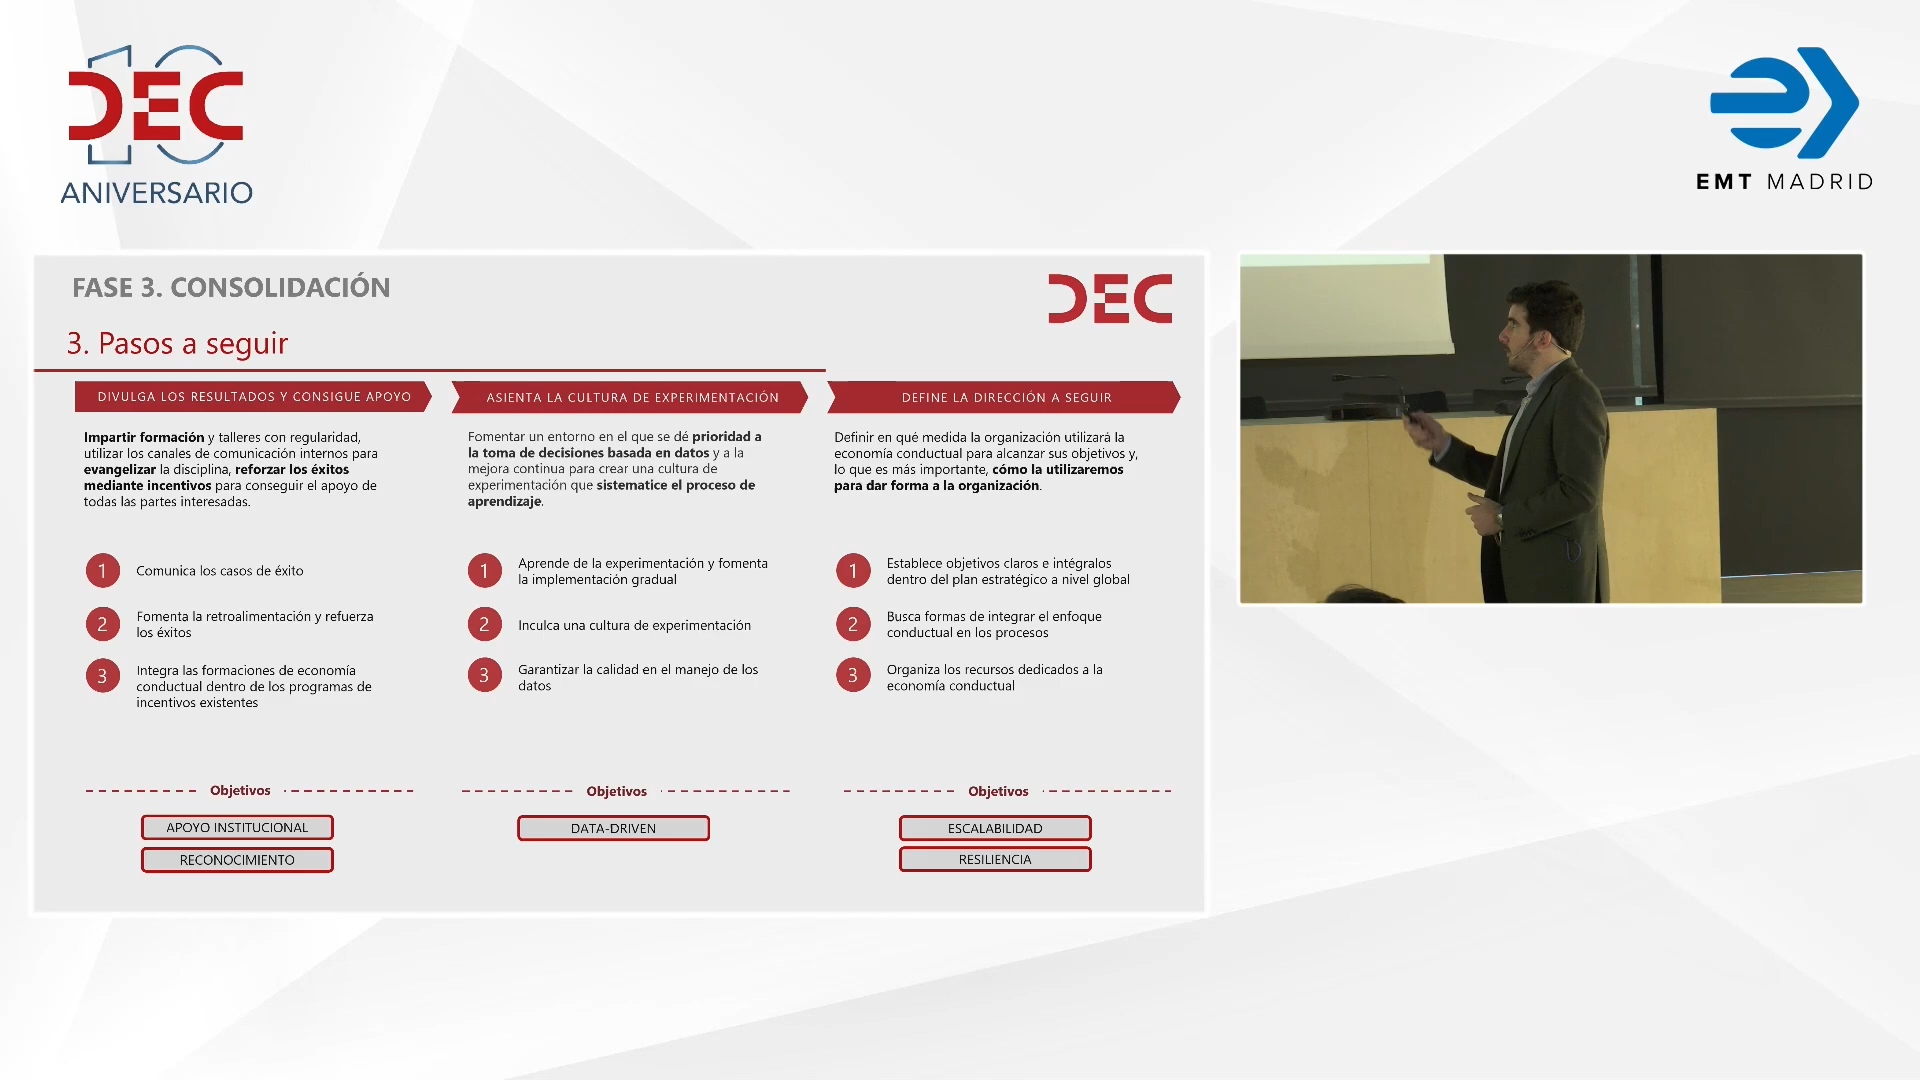 10
DEC
ANIVERSARIO
EMT MADRID
FASE 3. CONSOLIDACIÓN
DEC
3. Pasos a seguir
DIVULGA LOS RESULTADOS Y CONSIGUE APOYO
Impartir formación y talleres con regularidad,
utilizar los canales de comunicación internos para
evangelizar la disciplina, reforzar los éxitos
mediante incentivos para conseguir el apoyo de
todas las partes interesadas.
1 Comunica los casos de éxito
2 Fomenta la retroalimentación y refuerza
los éxitos
3 Integra las formaciones de economía
conductual dentro de los programas de
incentivos existentes
Objetivos
APOYO INSTITUCIONAL
RECONOCIMIENTO
ASIENTA LA CULTURA DE EXPERIMENTACIÓN
Fomentar un entorno en el que se dé prioridad a
la toma de decisiones basada en datos y a la
mejora continua para crear una cultura de
experimentación que sistematice el proceso de
aprendizaje.
1 Aprende de la experimentación y fomenta
la implementación gradual
2 Inculca una cultura de experimentación
3 Garantizar la calidad en el manejo de los
datos
Objetivos
DATA-DRIVEN
DEFINE LA DIRECCIÓN A SEGUIR
Definir en qué medida la organización utilizará la
economía conductual para alcanzar sus objetivos y,
lo que es más importante, cómo la utilizaremos
para dar forma a la organización.
1 Establece objetivos claros e intégralos
dentro del plan estratégico a nivel global
2 Busca formas de integrar el enfoque
conductual en los procesos
3 Organiza los recursos dedicados a la
economía conductual
Objetivos
ESCALABILIDAD
RESILIENCIA